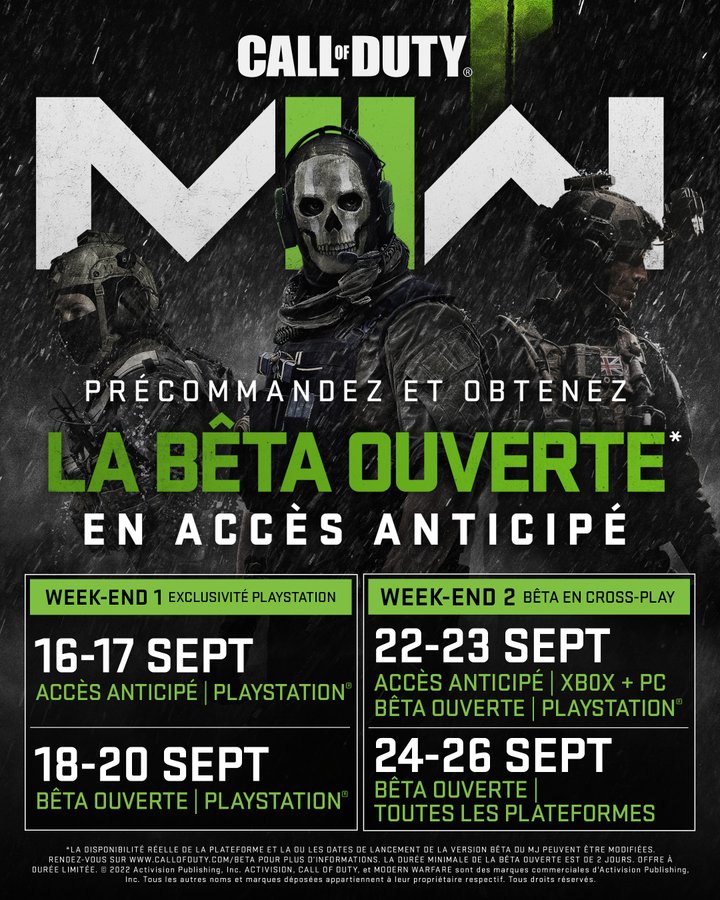 CALL OF DUTY®
MIIW
PRÉCOMMANDEZ ET OBTENEZ
LA BÊTA OUVERTE*
EN ACCÈS ANTICIPÉ
WEEK-END 1 EXCLUSIVITÉ PLAYSTATION
16-17 SEPT
ACCÈS ANTICIPÉ | PLAYSTATION®
18-20 SEPT
BÊTA OUVERTE | PLAYSTATION®
WEEK-END 2 BÊTA EN CROSS-PLAY
22-23 SEPT
ACCÈS ANTICIPÉ | XBOX + PC
BÊTA OUVERTE | PLAYSTATION®
24-26 SEPT
BÊTA OUVERTE |
TOUTES LES PLATEFORMES
*LA DISPONIBILITÉ RÉELLE DE LA PLATEFORME ET LA OU LES DATES DE LANCEMENT DE LA VERSION BÊTA DU MJ PEUVENT ÊTRE MODIFIÉES.
RENDEZ-VOUS SUR WWW.CALLOFDUTY.COM/BETA POUR PLUS D'INFORMATIONS. LA DURÉE MINIMALE DE LA BÊTA OUVERTE EST DE 2 JOURS. OFFRE À
DURÉE LIMITÉE. © 2022 Activision Publishing, Inc. ACTIVISION, CALL OF DUTY, et MODERN WARFARE sont des marques commerciales d'Activision Publishing,
Inc. Tous les autres noms et marques déposées appartiennent à leur propriétaire respectif. Tous droits réservés.